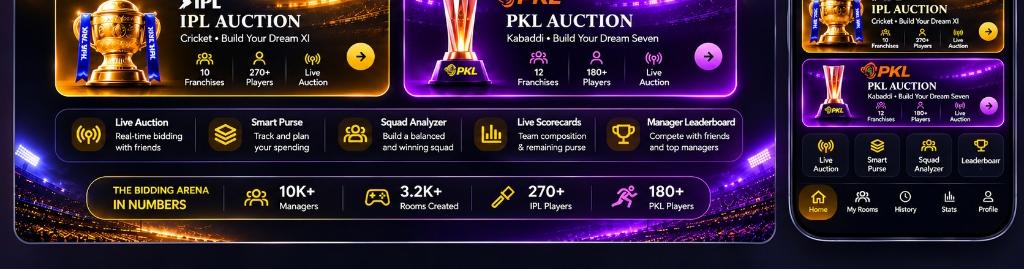 IPL
IPL AUCTION
Cricket • Build Your Dream XI
10
Franchises
270+
Players
Live
Auction
PKL
PKL AUCTION
Kabaddi • Build Your Dream Seven
PKL
12
Franchises
180+
Players
Live
Auction
Live Auction
Real-time bidding
with friends
Smart Purse
Track and plan
your spending
Squad Analyzer
Build a balanced
and winning squad
Live Scorecards
Team composition
& remaining purse
Manager Leaderboard
Compete with friends
and top managers
THE BIDDING ARENA
IN NUMBERS
10K+
Managers
3.2K+
Rooms Created
270+
IPL Players
180+
PKL Players
IPL AUCTION
Cricket • Build Your Dream XI
10
Franchises
270+
Players
Live
Auction
PKL
PKL AUCTION
Kabaddi • Build Your Dream Seven
PKL
12
Franchises
180+
Players
Live
Auction
Live
Auction
Smart
Purse
Squad
Analyzer
Leaderboarr
Home
My Rooms
History
Stats
Profile